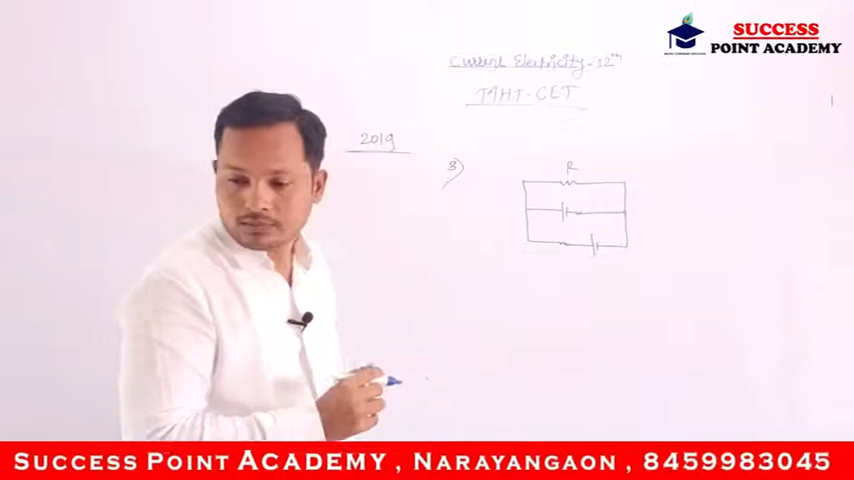 SUCCESS
POINT ACADEMY
Current Electricity - 12th
MHT-CET
2019
3)
R
SUCCESS POINT ACADEMY , NARAYANGAON , 8459983045